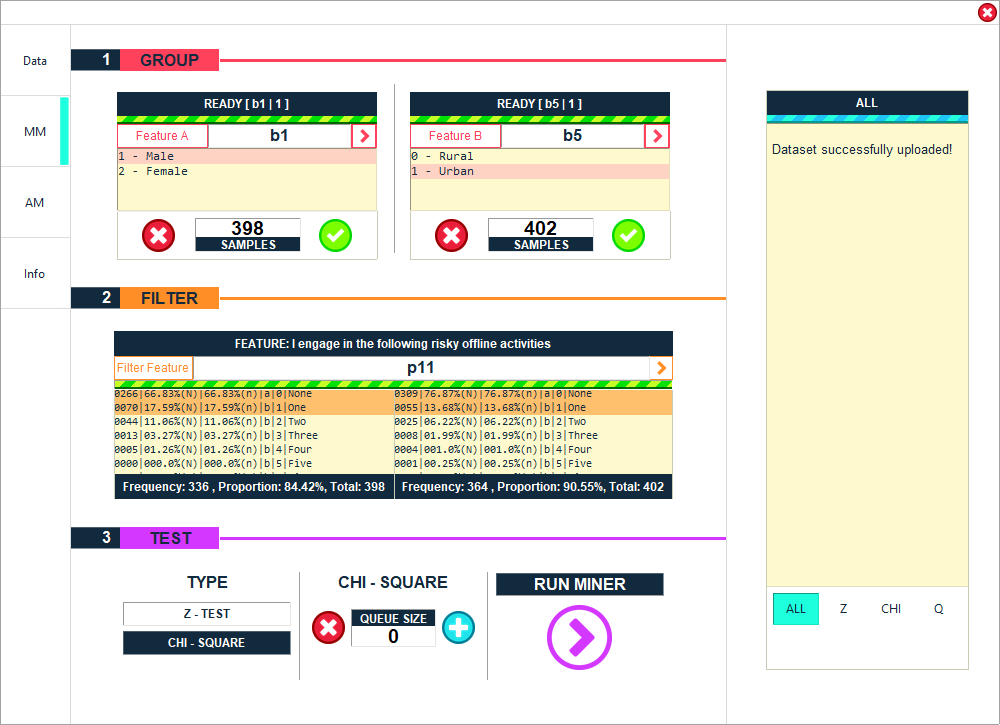 Data
MM
AM
Info
1 GROUP
READY [ b1 | 1 ]
Feature A b1
1 - Male
2 - Female
398
SAMPLES
READY [ b5 | 1 ]
Feature B b5
0 - Rural
1 - Urban
402
SAMPLES
2 FILTER
FEATURE: I engage in the following risky offline activities
Filter Feature p11
0266|66.83%(N)|66.83%(n)|a|0|None
0070|17.59%(N)|17.59%(n)|b|1|One
0044|11.06%(N)|11.06%(n)|b|2|Two
0013|03.27%(N)|03.27%(n)|b|3|Three
0005|01.26%(N)|01.26%(n)|b|4|Four
0000|000.0%(N)|000.0%(n)|b|5|Five
Frequency: 336 , Proportion: 84.42%, Total: 398
0309|76.87%(N)|76.87%(n)|a|0|None
0055|13.68%(N)|13.68%(n)|b|1|One
0025|06.22%(N)|06.22%(n)|b|2|Two
0008|01.99%(N)|01.99%(n)|b|3|Three
0004|001.0%(N)|001.0%(n)|b|4|Four
0001|00.25%(N)|00.25%(n)|b|5|Five
Frequency: 364 , Proportion: 90.55%, Total: 402
3 TEST
TYPE
Z - TEST
CHI - SQUARE
CHI - SQUARE
QUEUE SIZE
0
RUN MINER
ALL
Dataset successfully uploaded!
ALL Z CHI Q